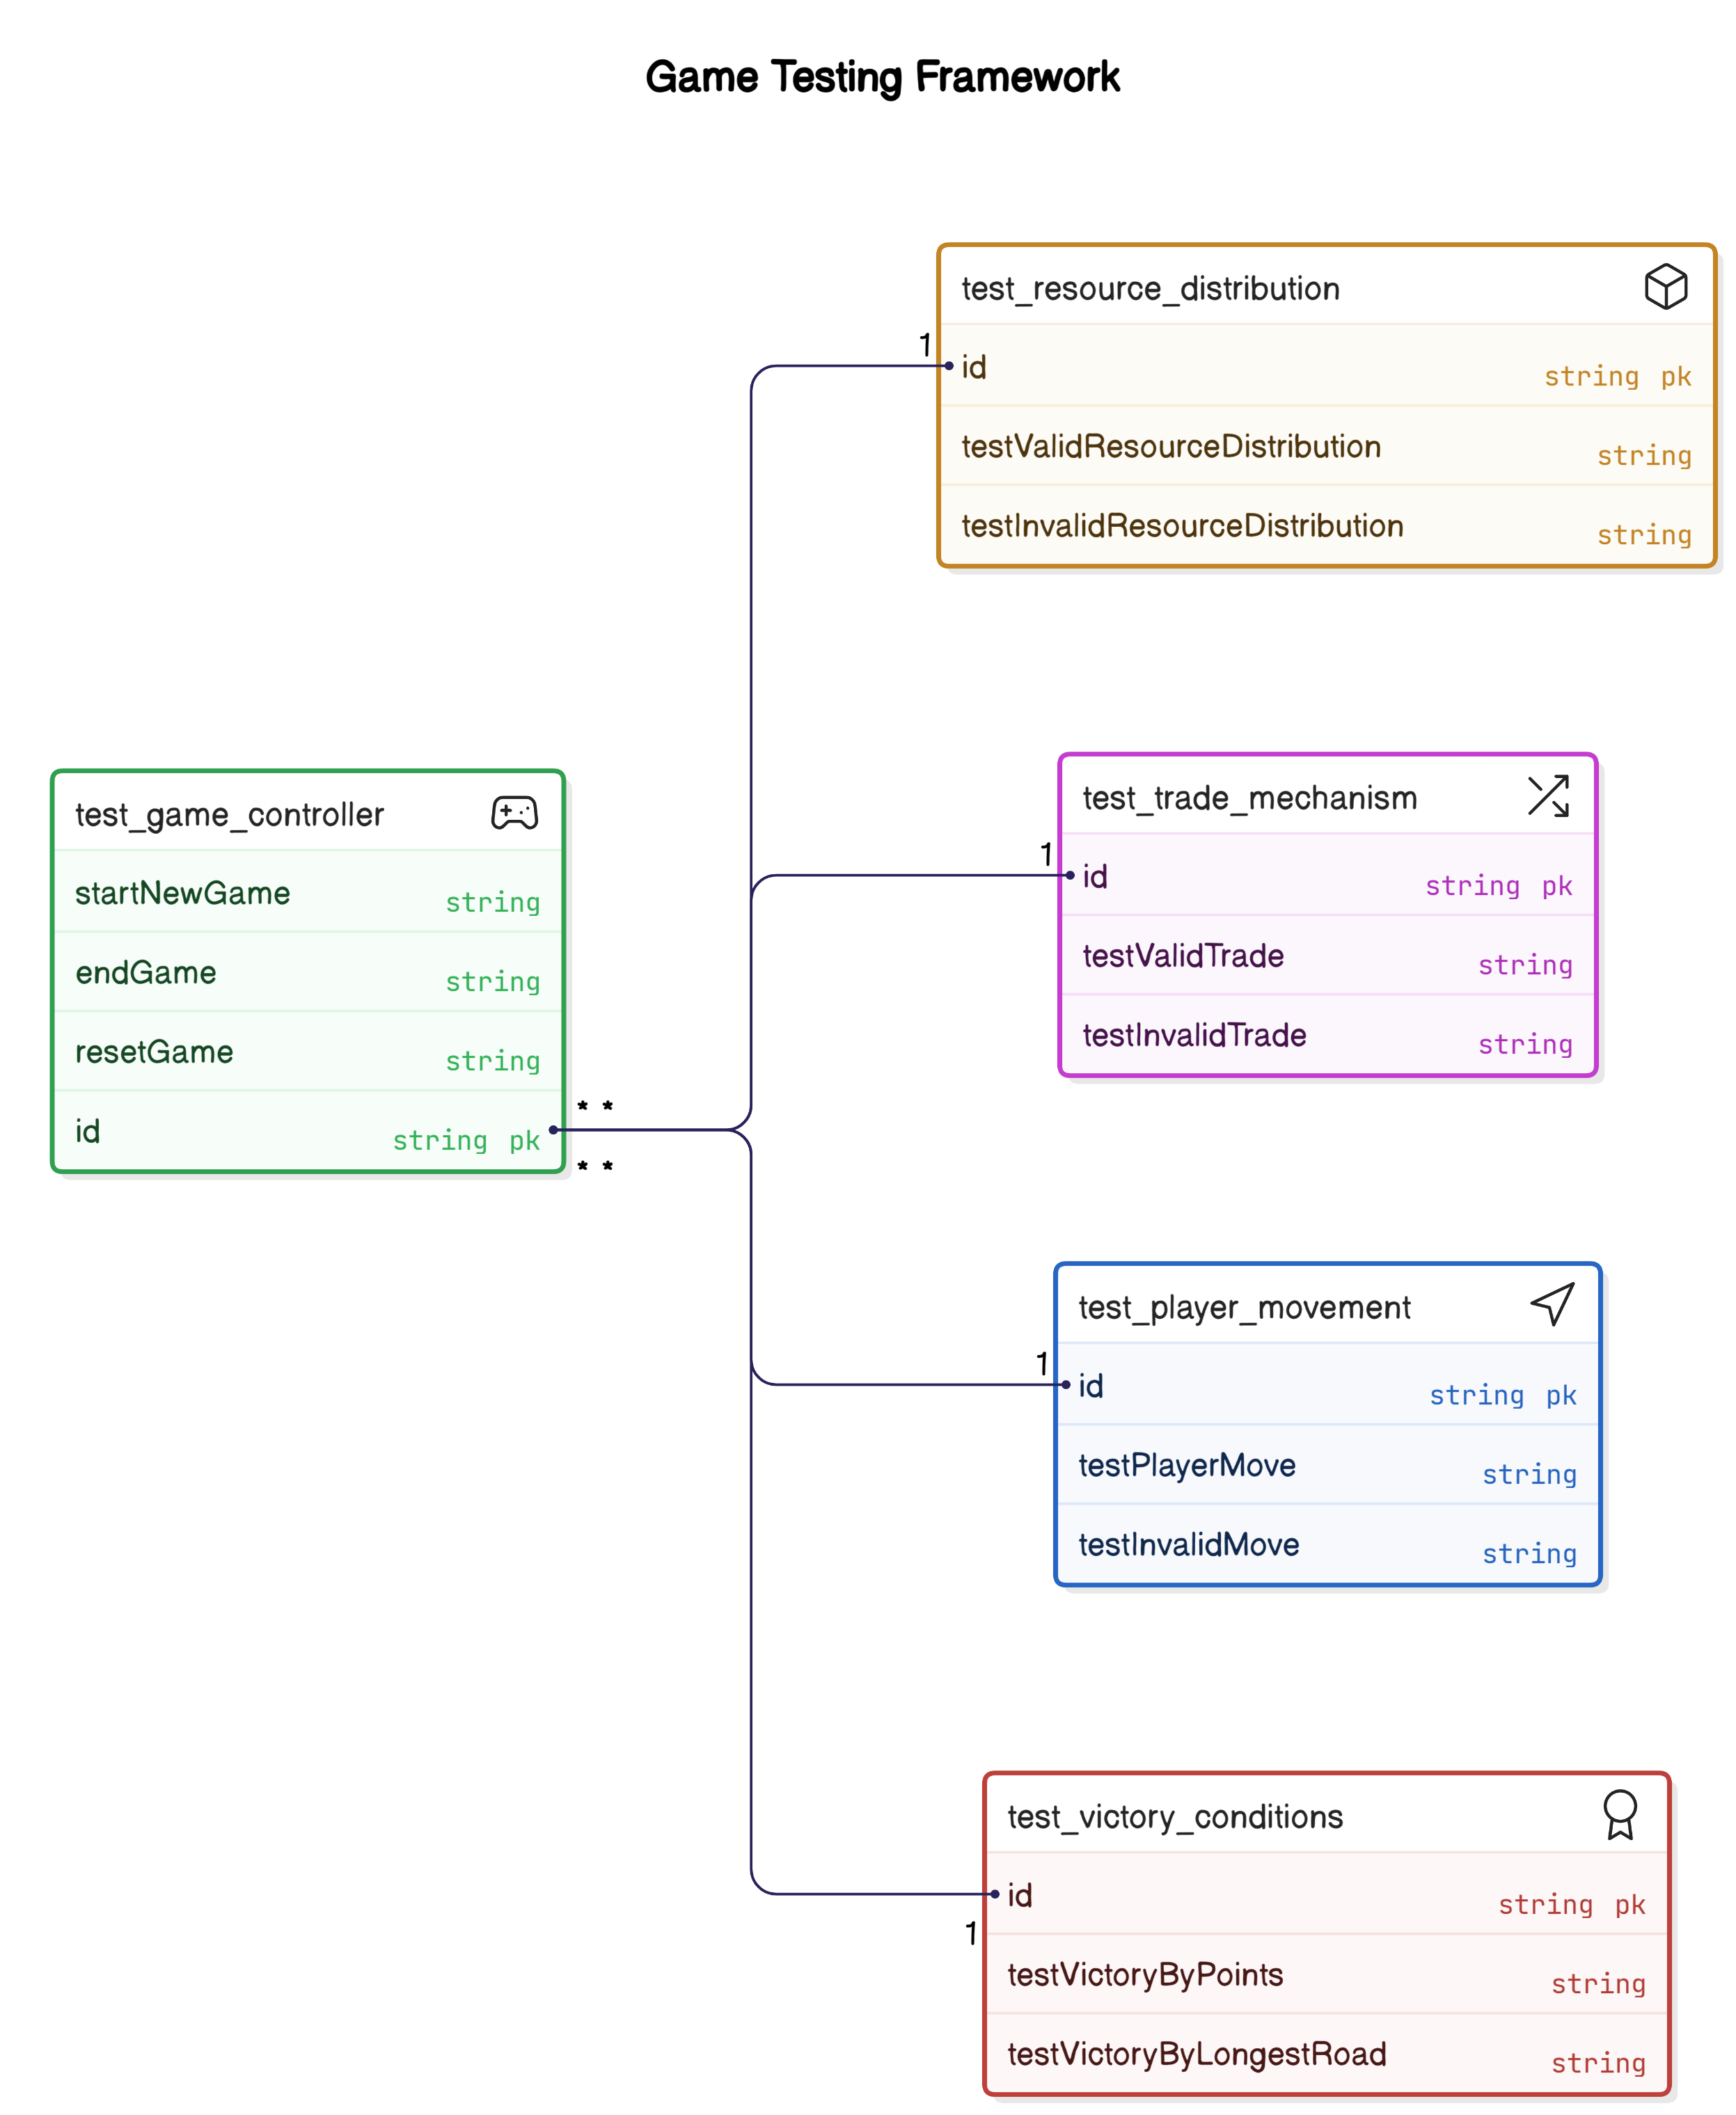 Game Testing Framework
test_resource_distribution
1
id string pk
testValidResourceDistribution string
testInvalidResourceDistribution string
test_game_controller
startNewGame string
endGame string
resetGame string
id string pk
* *
* *
test_trade_mechanism
1
id string pk
testValidTrade string
testInvalidTrade string
test_player_movement
1
id string pk
testPlayerMove string
testInvalidMove string
test_victory_conditions
id string pk
1
testVictoryByPoints string
testVictoryByLongestRoad string